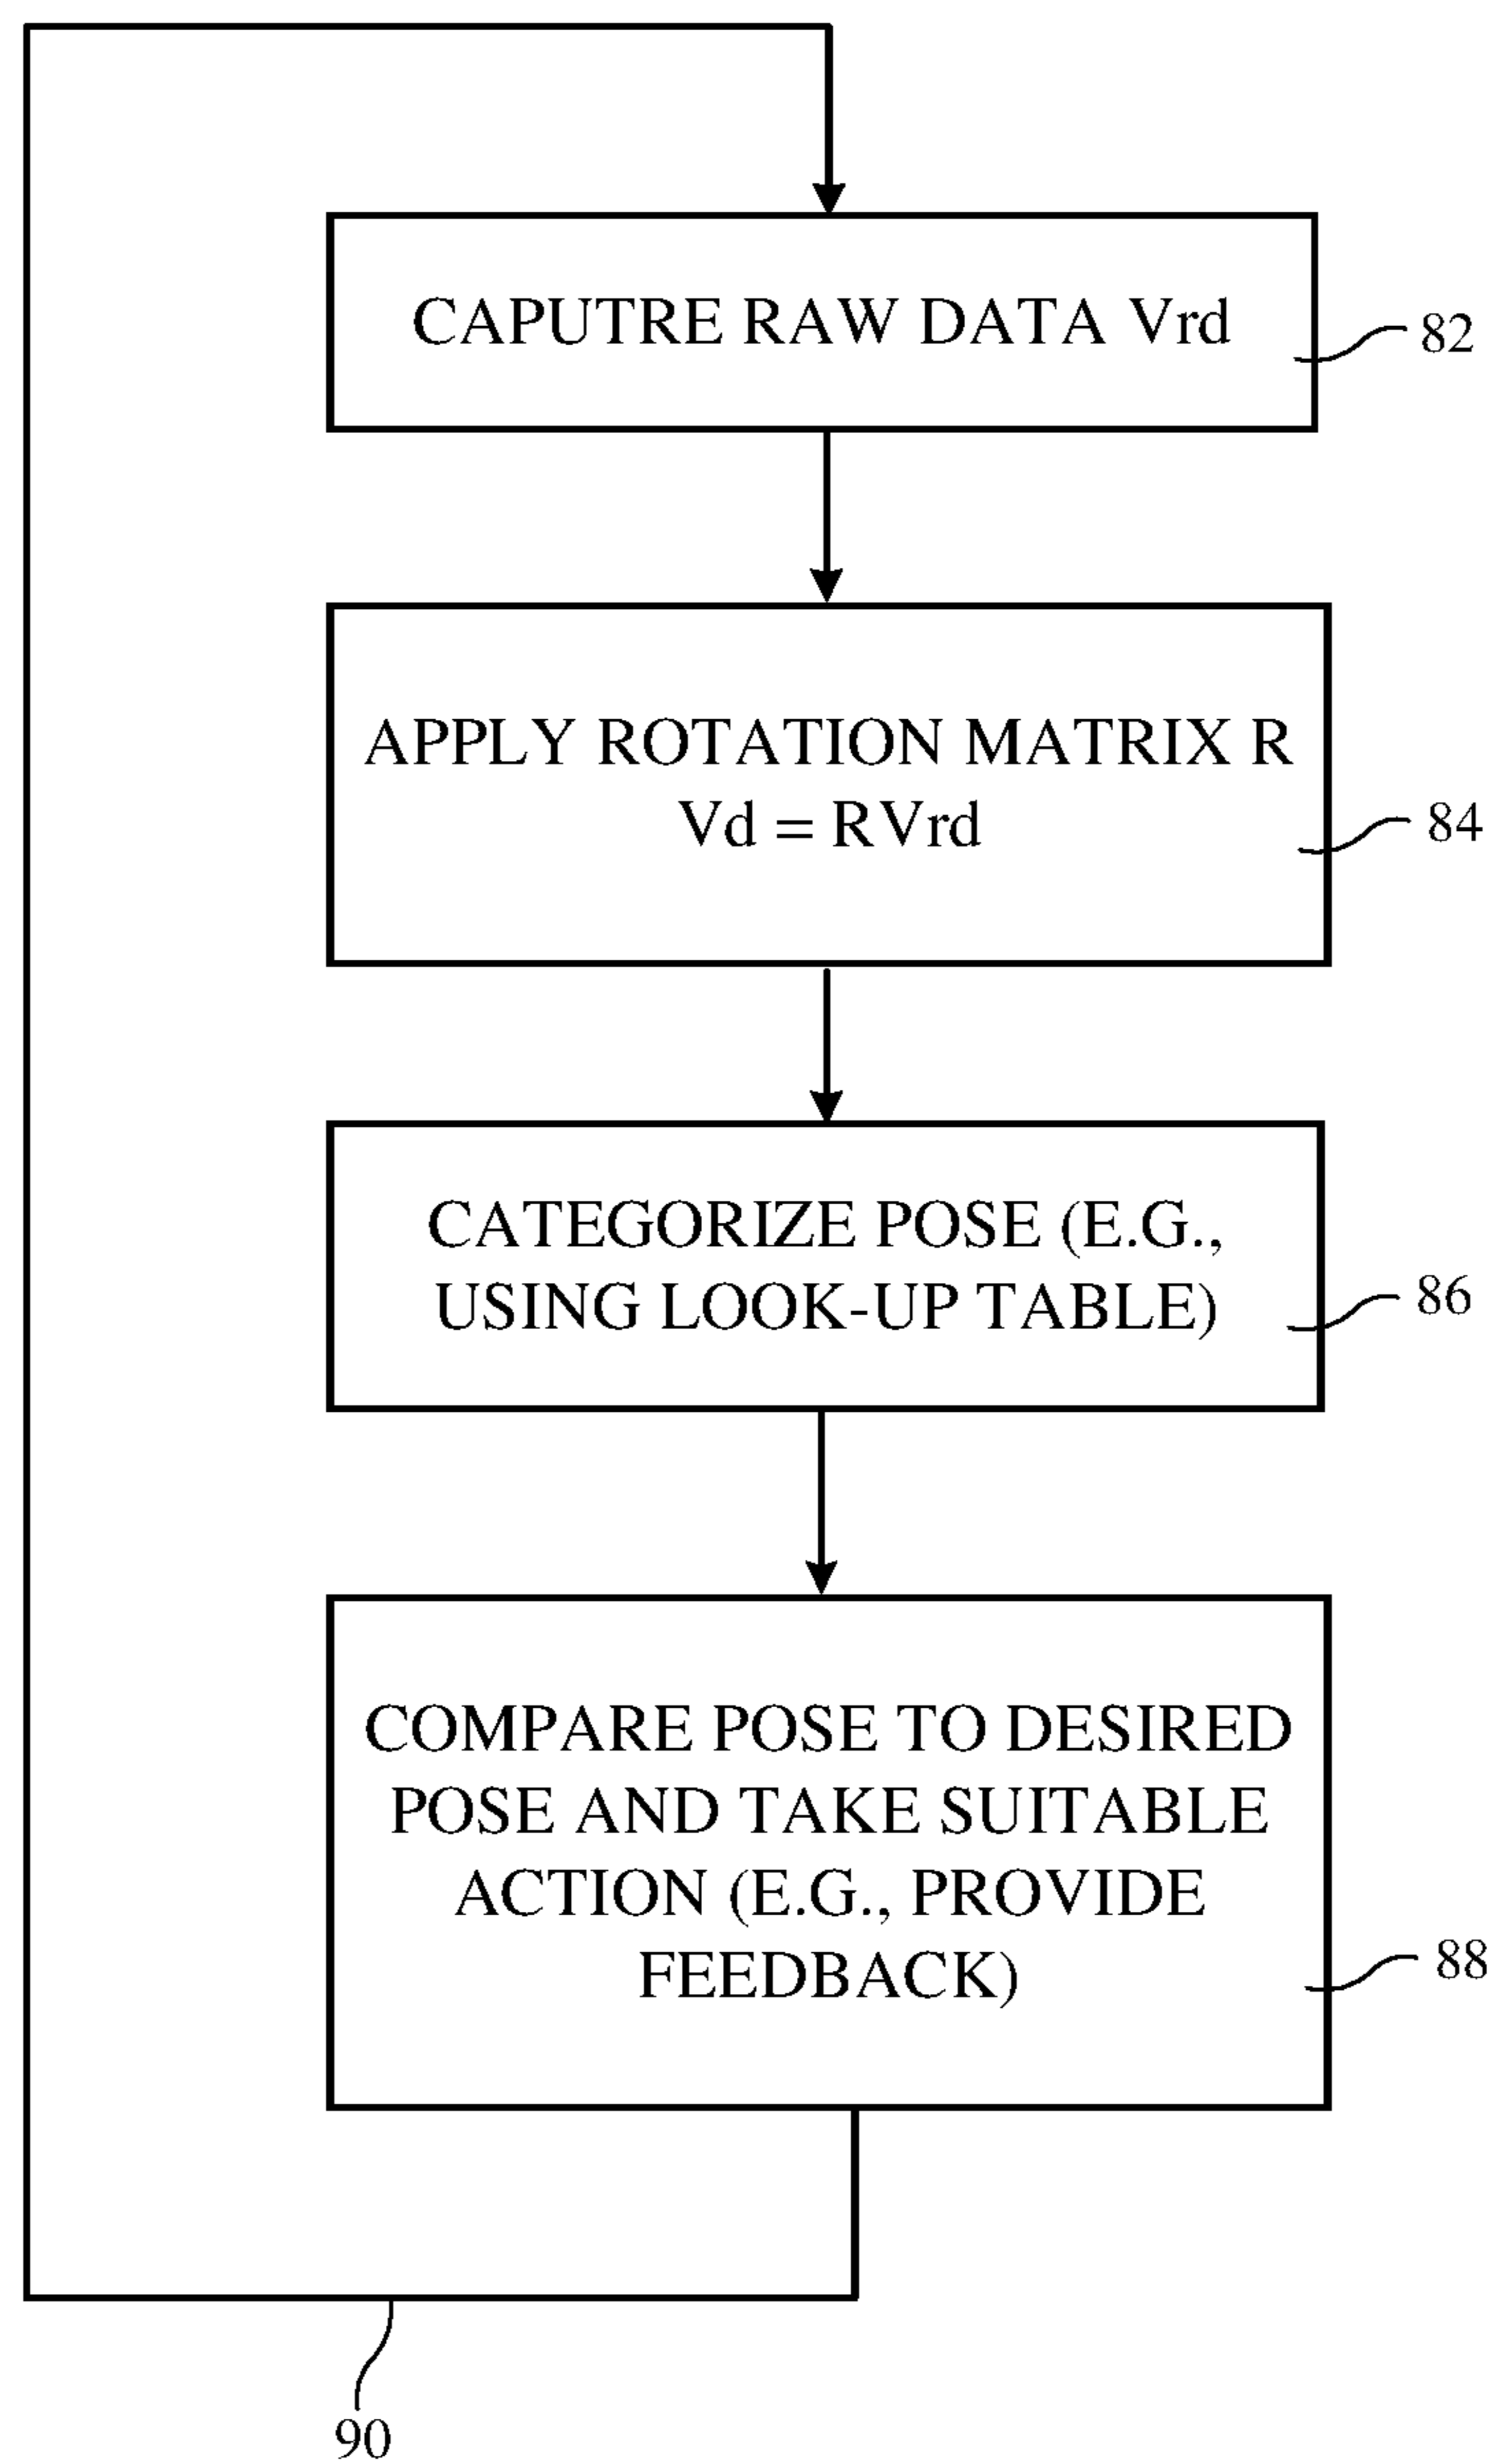 CAPUTRE RAW DATA Vrd
82
APPLY ROTATION MATRIX R
Vd = RVrd
84
CATEGORIZE POSE (E.G.,
USING LOOK-UP TABLE)
86
COMPARE POSE TO DESIRED
POSE AND TAKE SUITABLE
ACTION (E.G., PROVIDE
FEEDBACK)
88
90